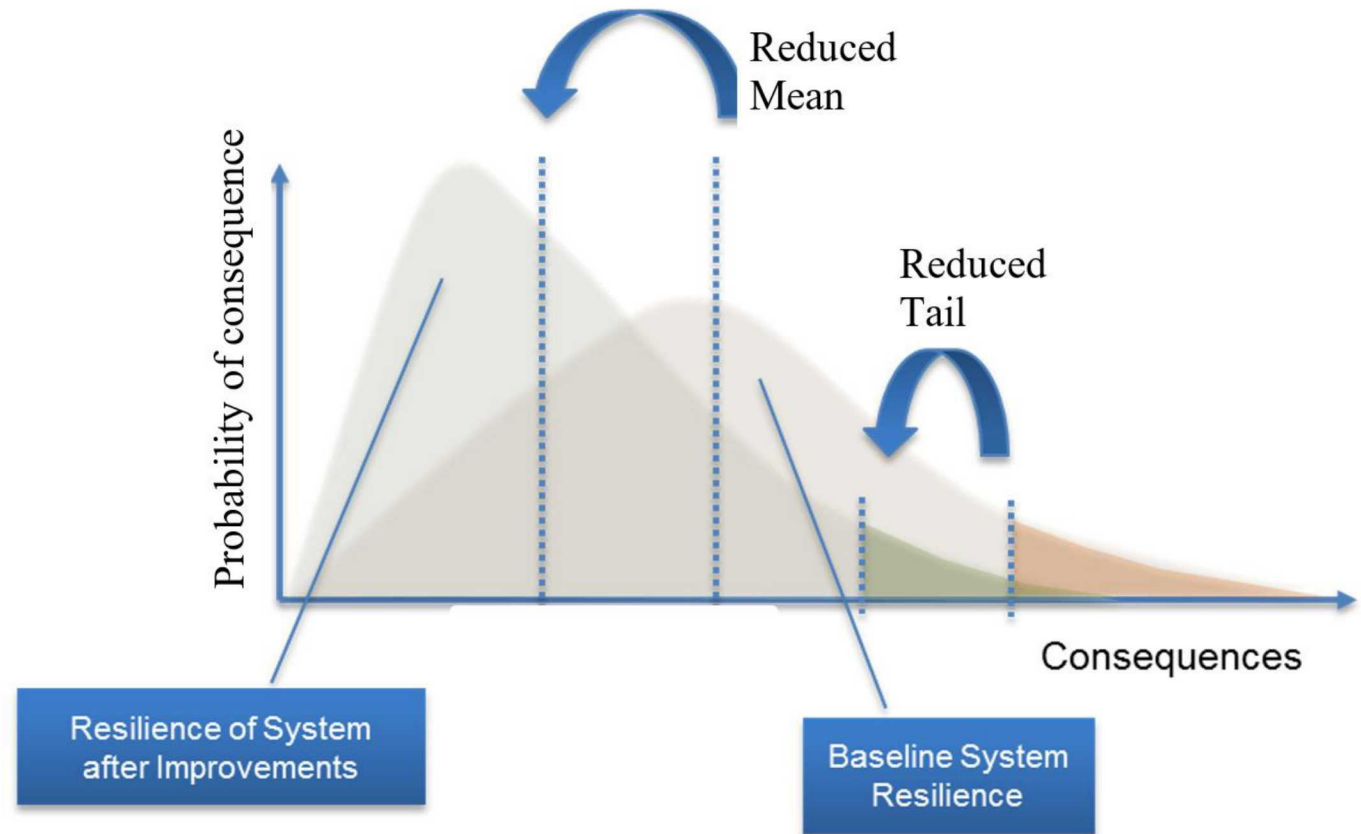 Reduced
Mean
Probability of consequence
Reduced
Tail
Consequences
Resilience of System
after Improvements
Baseline System
Resilience